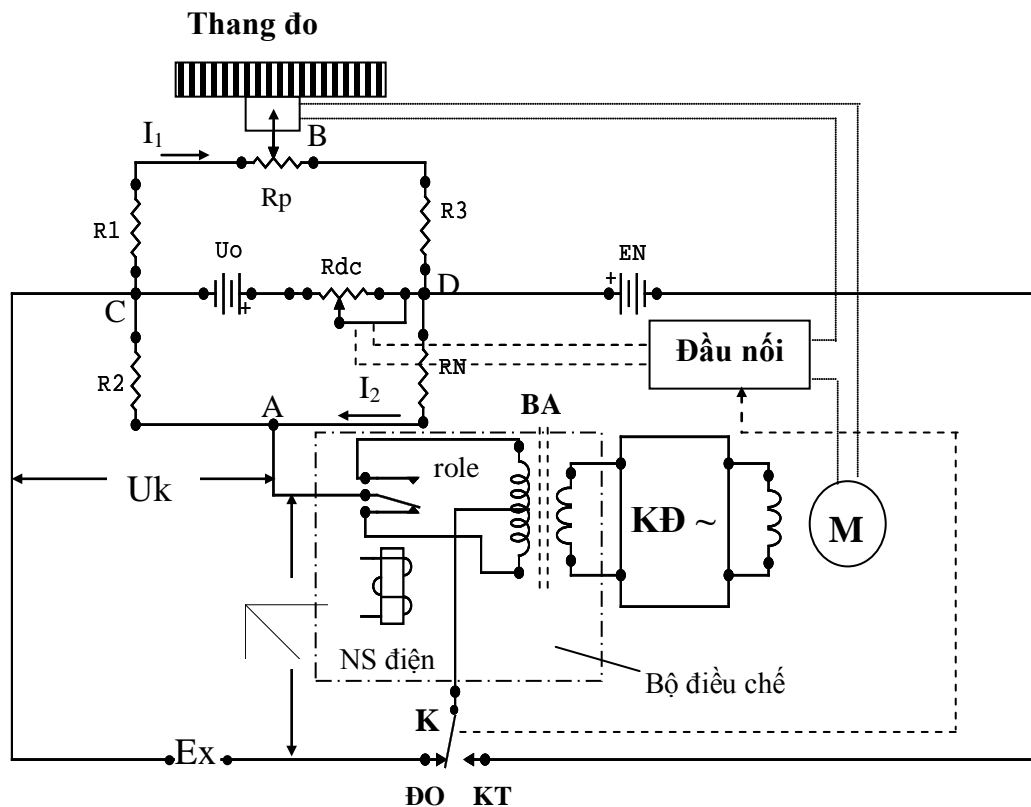 Thang đo
I₁
B
Rp
R1
R3
Uo
+
Rdc
EN
+
C
D
Đầu nối
R2
RN
I₂
A
BA
role
Uk
KĐ ~
M
NS điện
Bộ điều chế
K
Ex
ĐO
KT